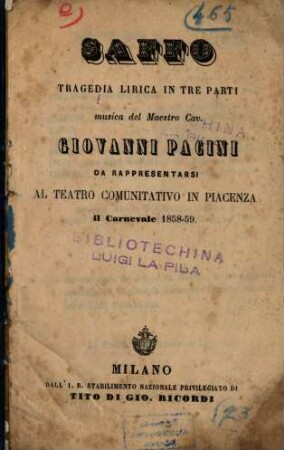 465
SAFFO
TRAGEDIA LIRICA IN TRE PARTI
musica del Maestro Cav.
GIOVANNI PACINI
DA RAPPRESENTARSI
AL TEATRO COMUNITATIVO IN PIACENZA
Il Carnevale 1858-59.
BIBLIOTECHINA
LUIGI LA PIDA
MILANO
DALL' I. R. STABILIMENTO NAZIONALE PRIVILEGIATO DI
TITO DI GIO. RICORDI